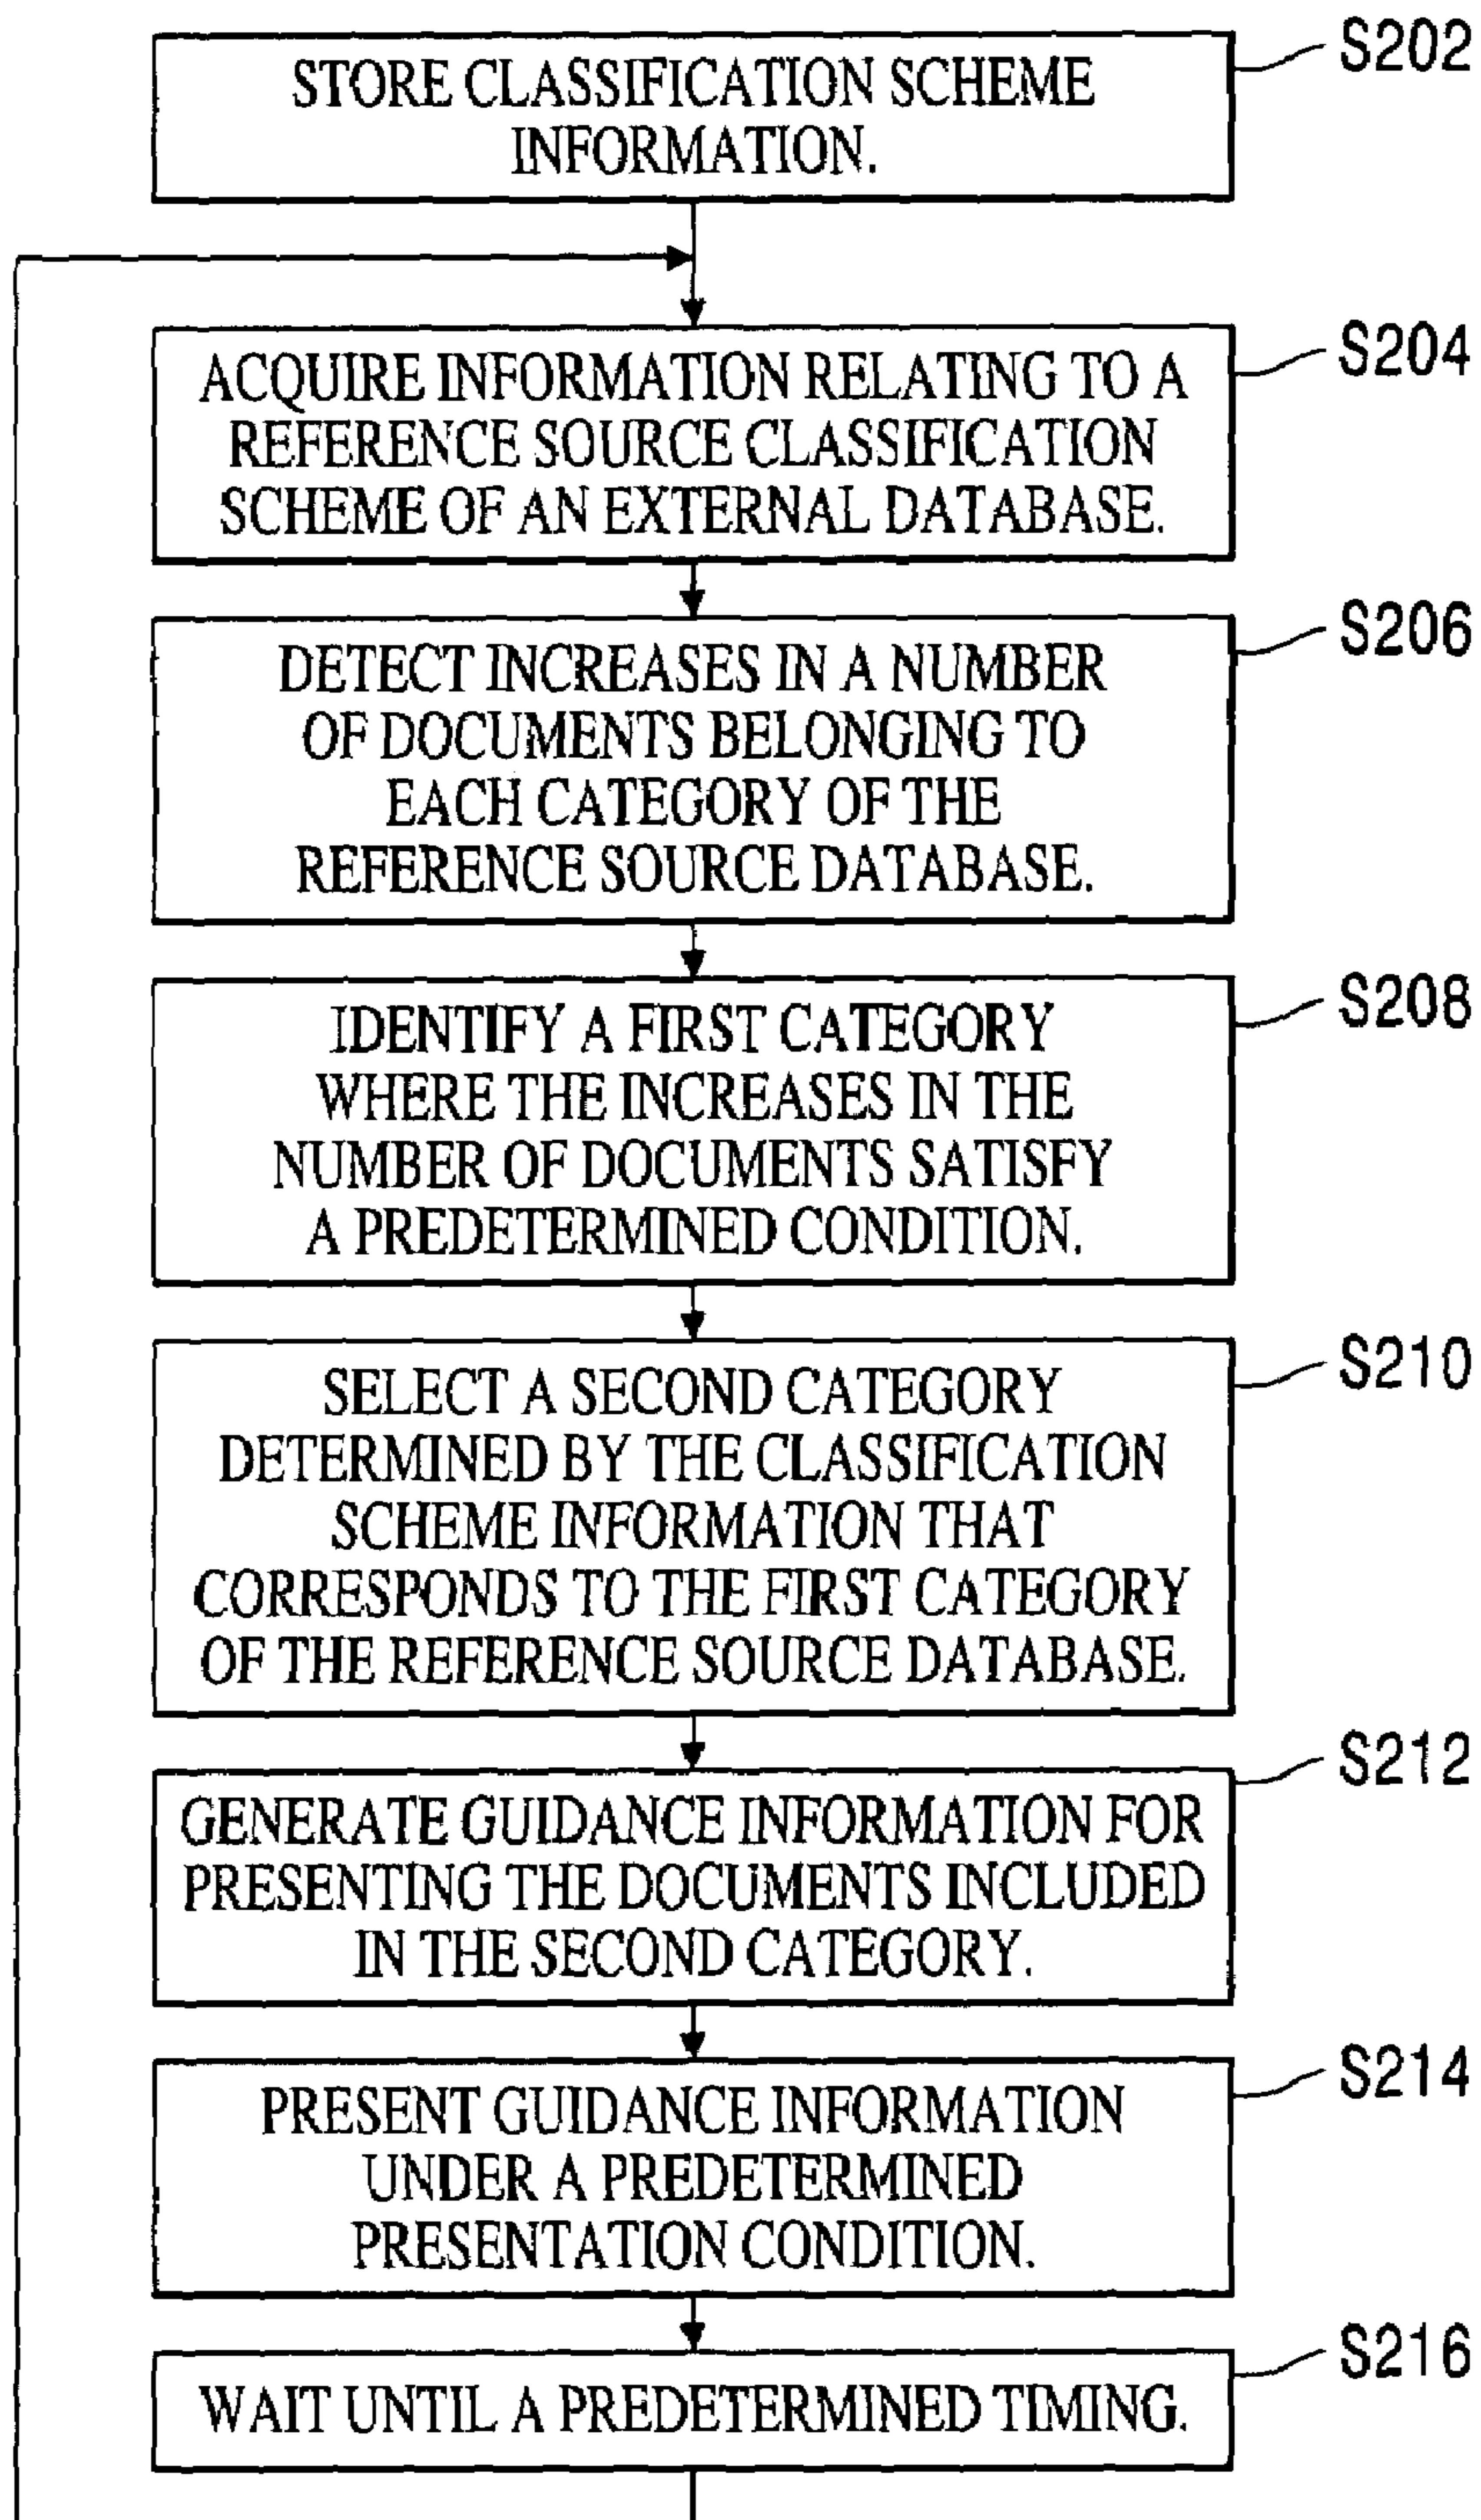 S202
STORE CLASSIFICATION SCHEME
INFORMATION.
S204
ACQUIRE INFORMATION RELATING TO A
REFERENCE SOURCE CLASSIFICATION
SCHEME OF AN EXTERNAL DATABASE.
S206
DETECT INCREASES IN A NUMBER
OF DOCUMENTS BELONGING TO
EACH CATEGORY OF THE
REFERENCE SOURCE DATABASE.
S208
IDENTIFY A FIRST CATEGORY
WHERE THE INCREASES IN THE
NUMBER OF DOCUMENTS SATISFY
A PREDETERMINED CONDITION.
S210
SELECT A SECOND CATEGORY
DETERMINED BY THE CLASSIFICATION
SCHEME INFORMATION THAT
CORRESPONDS TO THE FIRST CATEGORY
OF THE REFERENCE SOURCE DATABASE.
S212
GENERATE GUIDANCE INFORMATION FOR
PRESENTING THE DOCUMENTS INCLUDED
IN THE SECOND CATEGORY.
S214
PRESENT GUIDANCE INFORMATION
UNDER A PREDETERMINED
PRESENTATION CONDITION.
S216
WAIT UNTIL A PREDETERMINED TIMING.